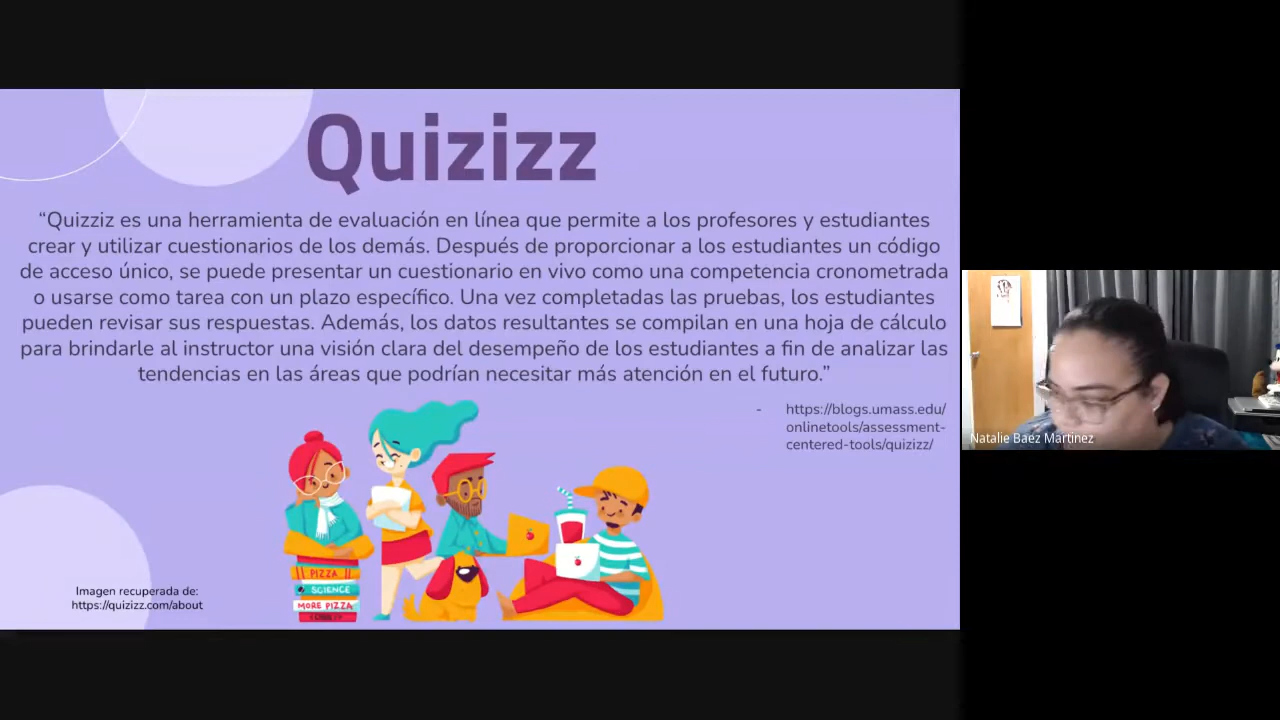 Quizizz
“Quizziz es una herramienta de evaluación en línea que permite a los profesores y estudiantes
crear y utilizar cuestionarios de los demás. Después de proporcionar a los estudiantes un código
de acceso único, se puede presentar un cuestionario en vivo como una competencia cronometrada
o usarse como tarea con un plazo específico. Una vez completadas las pruebas, los estudiantes
pueden revisar sus respuestas. Además, los datos resultantes se compilan en una hoja de cálculo
para brindarle al instructor una visión clara del desempeño de los estudiantes a fin de analizar las
tendencias en las áreas que podrían necesitar más atención en el futuro.”
- https://blogs.umass.edu/
onlinetools/assessment-
centered-tools/quizizz/
PIZZA
SCIENCE
MORE PIZZA
Imagen recuperada de:
https://quizizz.com/about
Natalie Baez Martinez